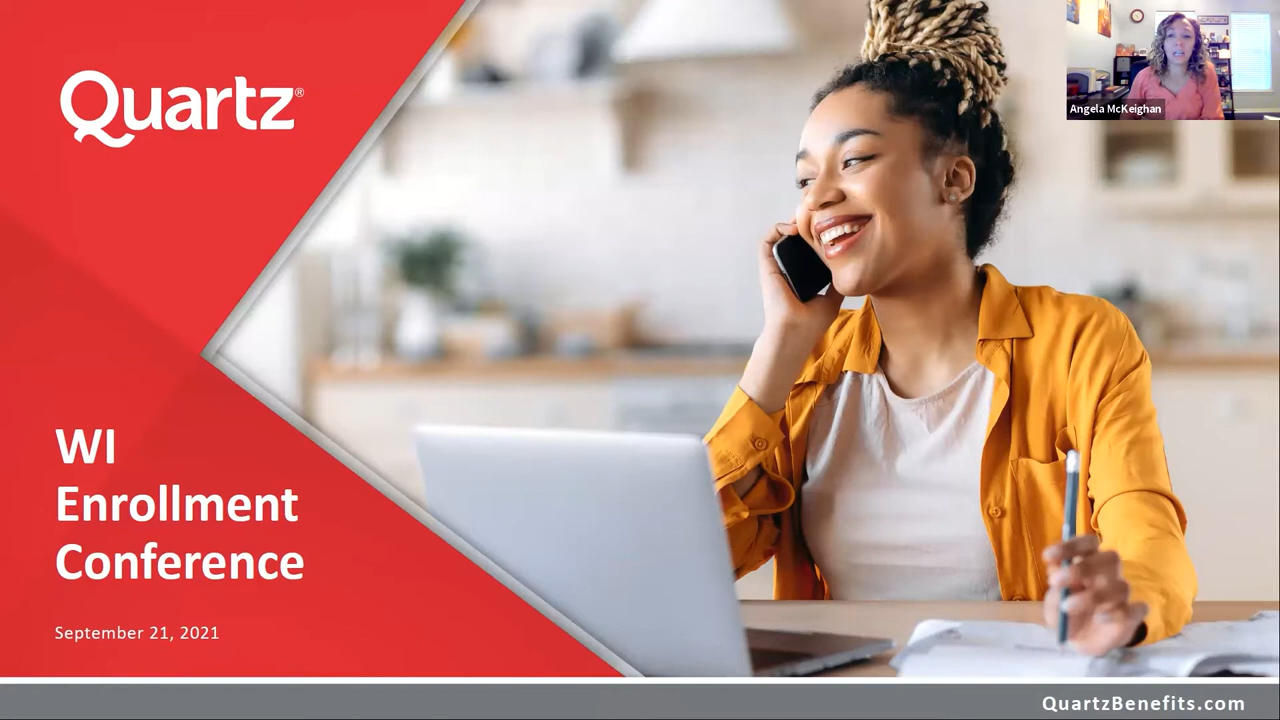 Quartz®
Angela McKeighan
WI
Enrollment
Conference
September 21, 2021
QuartzBenefits.com